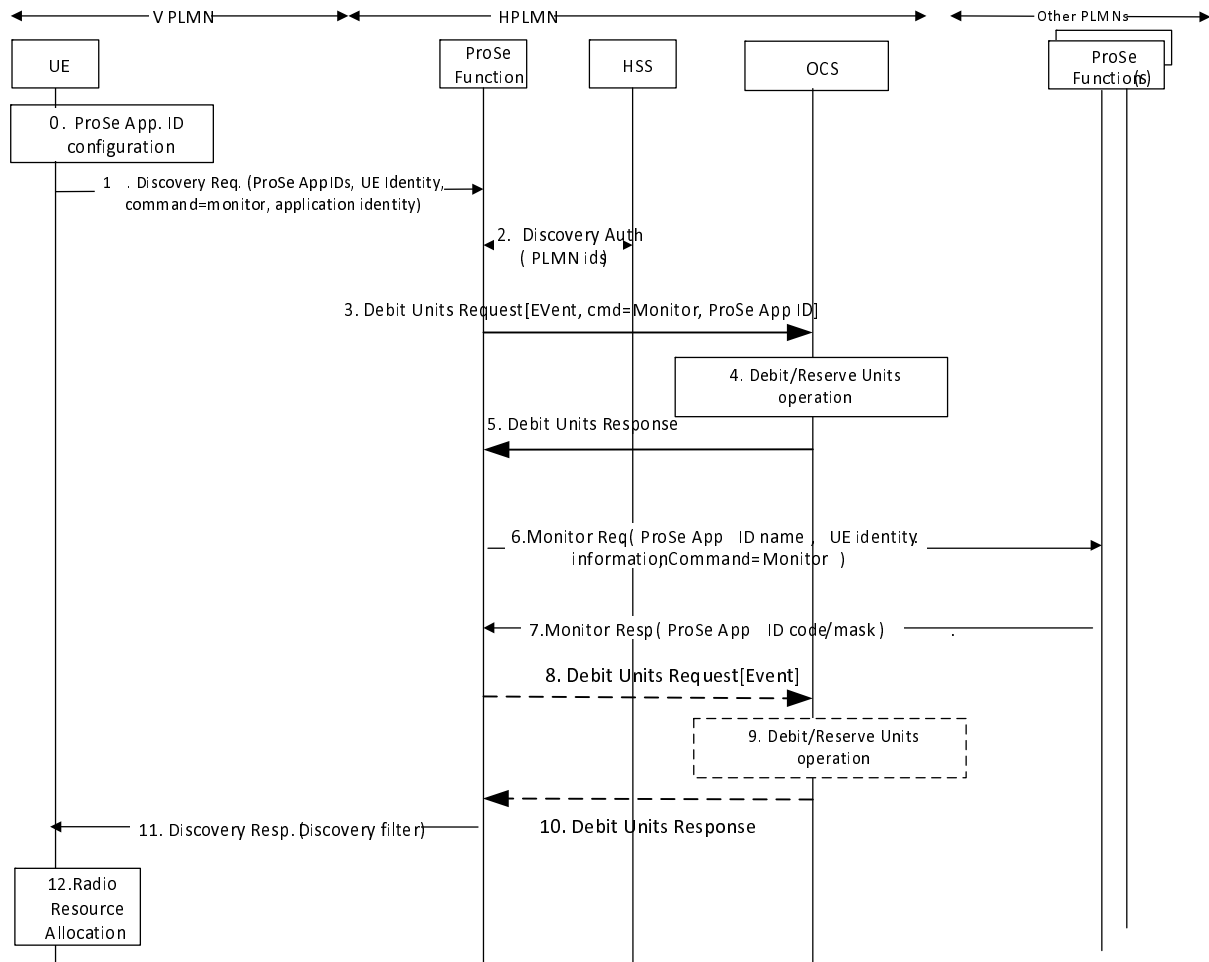 V PLMN
HPLMN
Other PLMNs
UE
ProSe
Function
HSS
OCS
ProSe
Function(s)
0. ProSe App. ID
configuration
1 . Discovery Req. (ProSe AppIDs, UE Identity,
command=monitor, application identity)
2. Discovery Auth
( PLMN ids)
3. Debit Units Request[EVent, cmd=Monitor, ProSe App ID]
4. Debit/Reserve Units
operation
5. Debit Units Response
6.Monitor Req( ProSe App ID name , UE identity.
information,Command=Monitor )
7.Monitor Resp( ProSe App ID code/mask) .
8. Debit Units Request[Event]
9. Debit/Reserve Units
operation
10. Debit Units Response
11. Discovery Resp. (Discovery filter)
12.Radio
Resource
Allocation